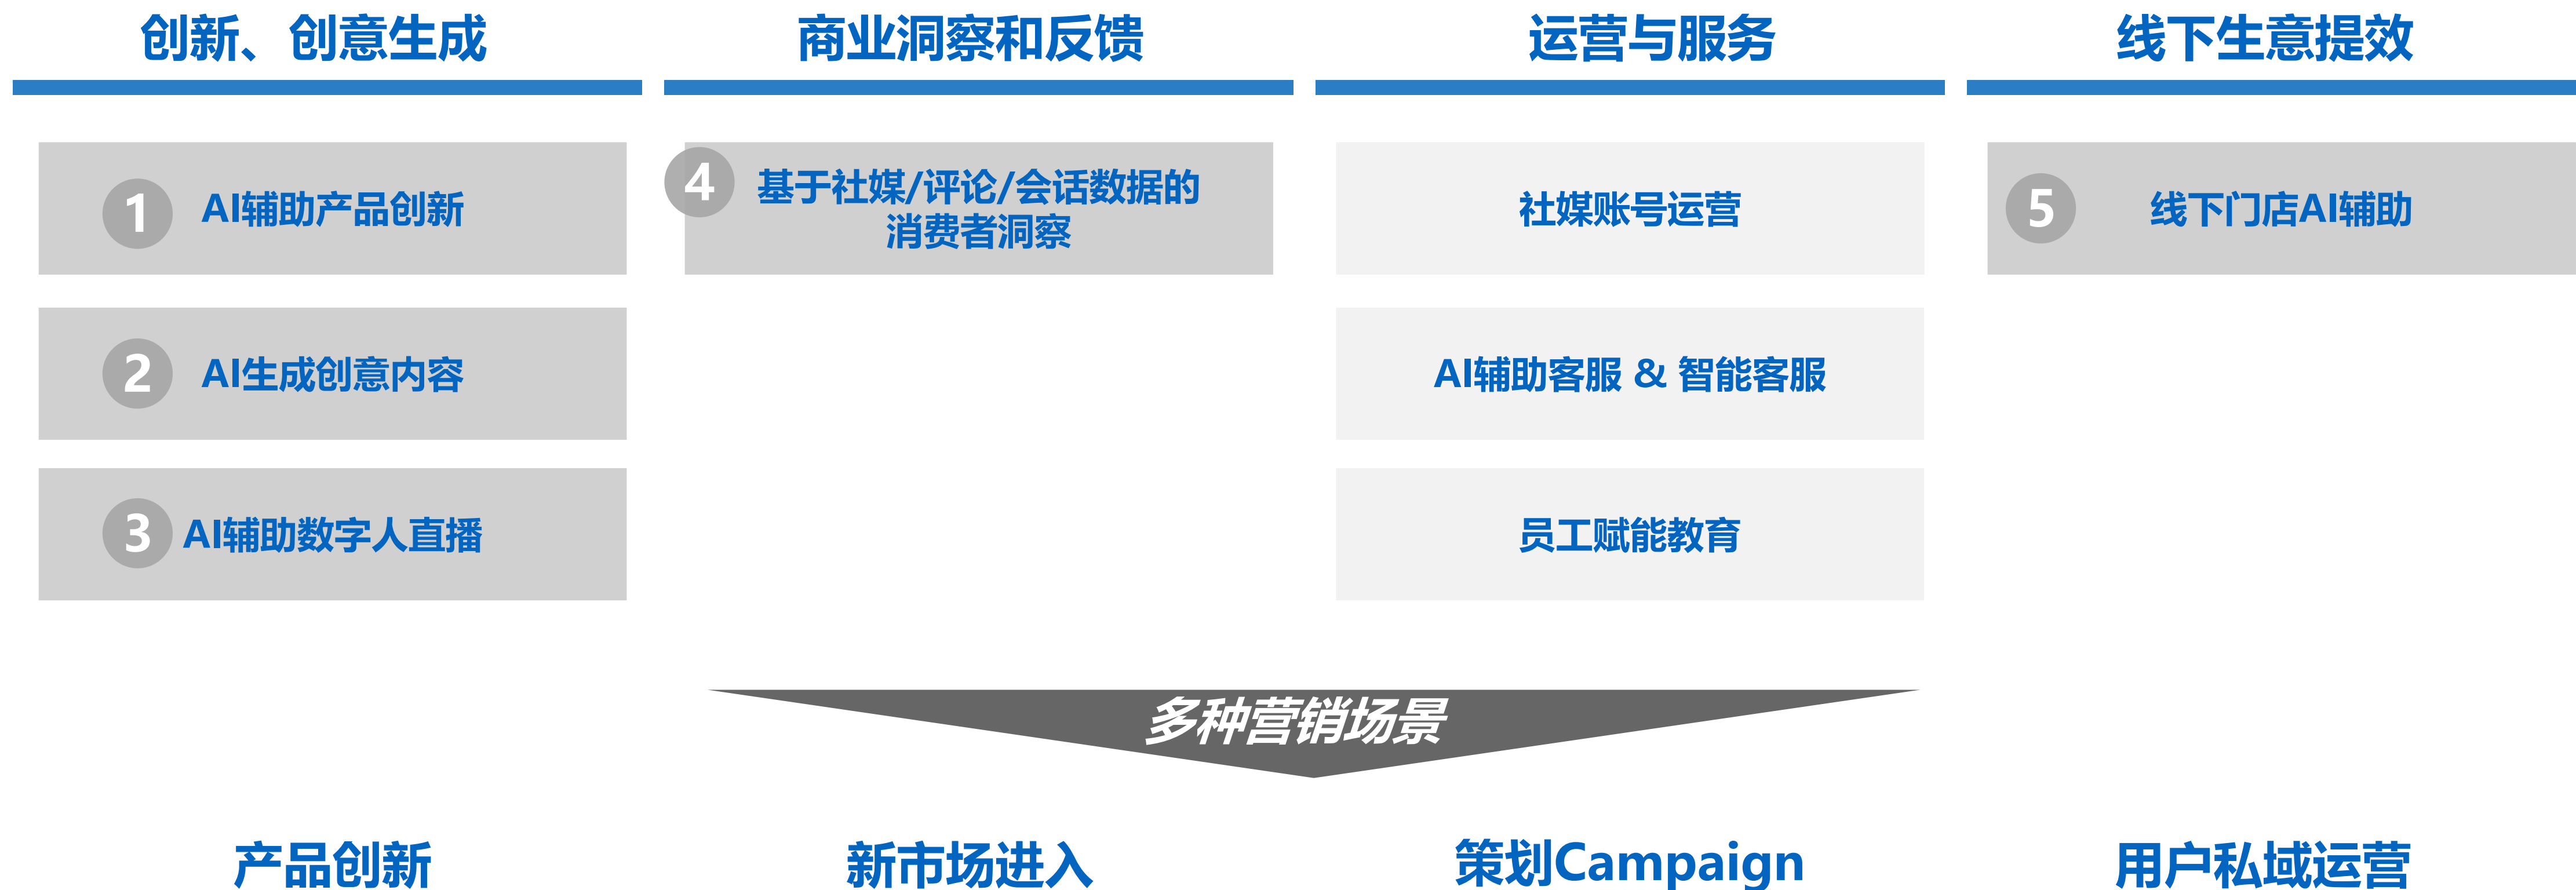 创新、创意生成
商业洞察和反馈
运营与服务
线下生意提效
1
AI辅助产品创新
2
AI生成创意内容
3
AI辅助数字人直播
4
基于社媒/评论/会话数据的
消费者洞察
社媒账号运营
AI辅助客服 & 智能客服
员工赋能教育
5
线下门店AI辅助
多种营销场景
产品创新
新市场进入
策划Campaign
用户私域运营